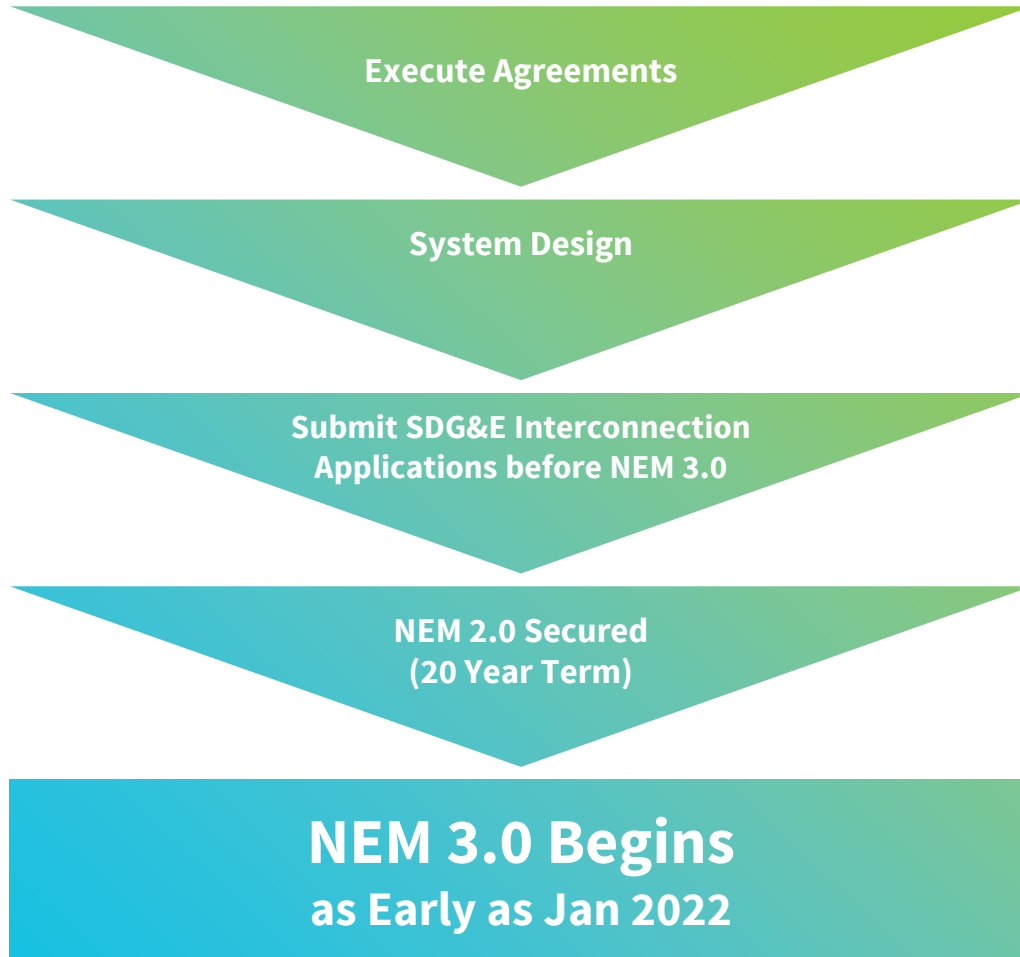 Execute Agreements
System Design
Submit SDG&E Interconnection
Applications before NEM 3.0
NEM 2.0 Secured
(20 Year Term)
NEM 3.0 Begins
as Early as Jan 2022